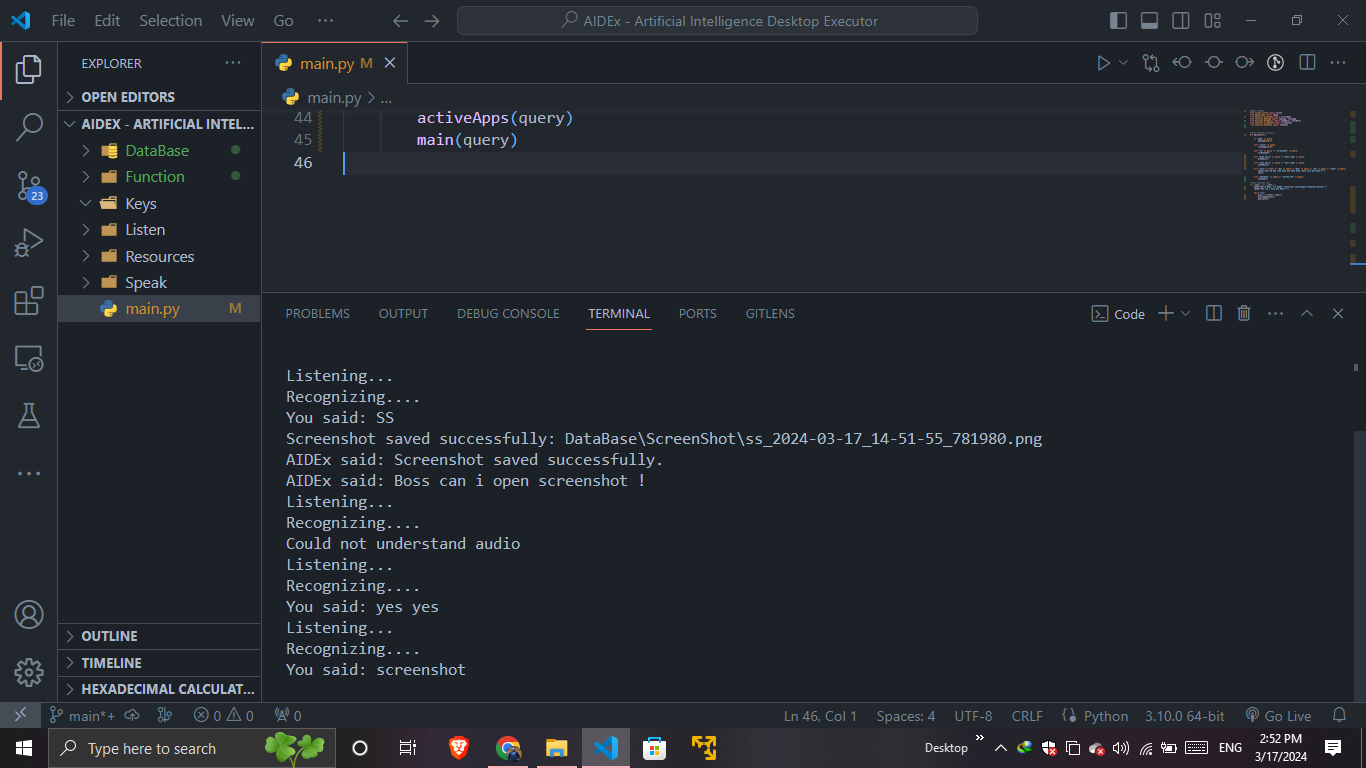 File Edit Selection View Go ··· AIDEx - Artificial Intelligence Desktop Executor
EXPLORER ···
OPEN EDITORS
AIDEX - ARTIFICIAL INTEL...
DataBase
Function
Keys
Listen
Resources
Speak
main.py M
23
OUTLINE
TIMELINE
HEXADECIMAL CALCULAT...
main.py M
main.py > ...
44 activeApps(query)
45 main(query)
46
PROBLEMS OUTPUT DEBUG CONSOLE TERMINAL PORTS GITLENS Code
Listening...
Recognizing....
You said: SS
Screenshot saved successfully: DataBase\ScreenShot\ss_2024-03-17_14-51-55_781980.png
AIDEx said: Screenshot saved successfully.
AIDEx said: Boss can i open screenshot !
Listening...
Recognizing....
Could not understand audio
Listening...
Recognizing....
You said: yes yes
Listening...
Recognizing....
You said: screenshot
main*+ 0 0 0 Ln 46, Col 1 Spaces: 4 UTF-8 CRLF Python 3.10.0 64-bit Go Live
Type here to search Desktop » ENG 2:52 PM
3/17/2024